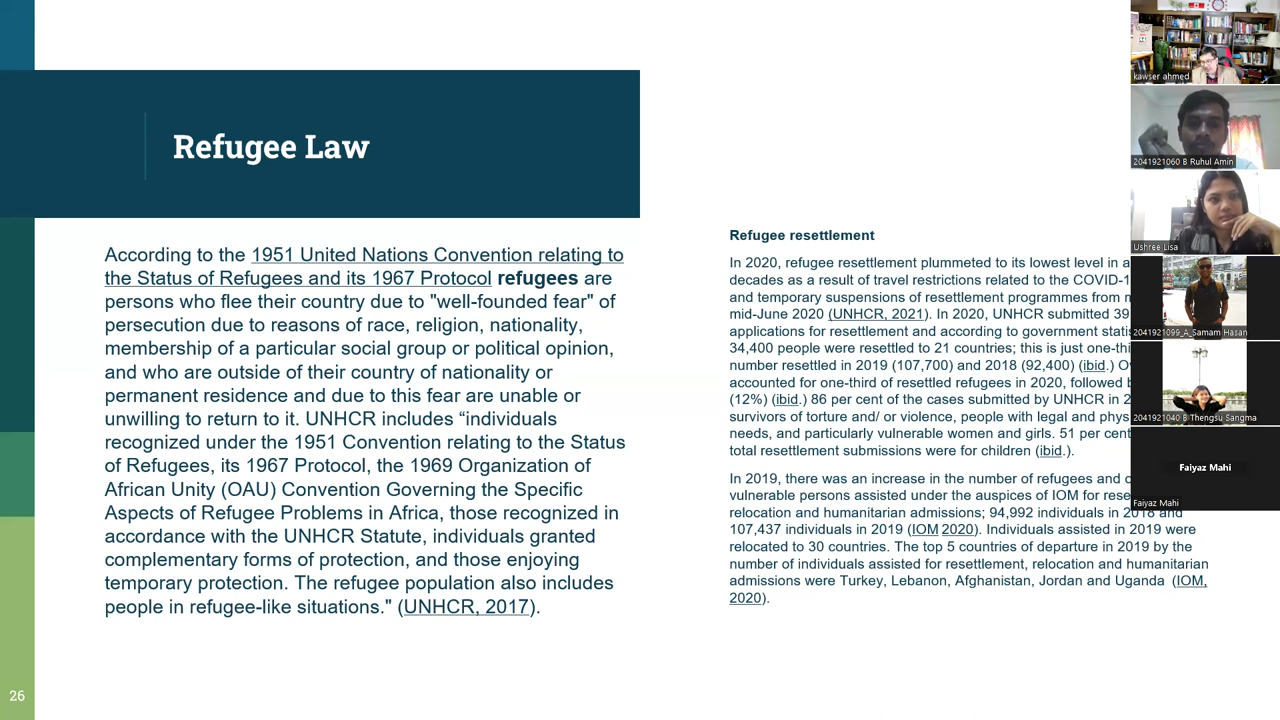 Refugee Law
According to the 1951 United Nations Convention relating to
the Status of Refugees and its 1967 Protocol refugees are
persons who flee their country due to "well-founded fear" of
persecution due to reasons of race, religion, nationality,
membership of a particular social group or political opinion,
and who are outside of their country of nationality or
permanent residence and due to this fear are unable or
unwilling to return to it. UNHCR includes “individuals
recognized under the 1951 Convention relating to the Status
of Refugees, its 1967 Protocol, the 1969 Organization of
African Unity (OAU) Convention Governing the Specific
Aspects of Refugee Problems in Africa, those recognized in
accordance with the UNHCR Statute, individuals granted
complementary forms of protection, and those enjoying
temporary protection. The refugee population also includes
people in refugee-like situations." (UNHCR, 2017).
26
Refugee resettlement
In 2020, refugee resettlement plummeted to its lowest level in a
decades as a result of travel restrictions related to the COVID-1
and temporary suspensions of resettlement programmes from m
mid-June 2020 (UNHCR, 2021). In 2020, UNHCR submitted 39
applications for resettlement and according to government statis
34,400 people were resettled to 21 countries; this is just one-thi
number resettled in 2019 (107,700) and 2018 (92,400) (ibid.) O
accounted for one-third of resettled refugees in 2020, followed b
(12%) (ibid.) 86 per cent of the cases submitted by UNHCR in 2
survivors of torture and/ or violence, people with legal and phys
needs, and particularly vulnerable women and girls. 51 per cent
total resettlement submissions were for children (ibid.).
In 2019, there was an increase in the number of refugees and o
vulnerable persons assisted under the auspices of IOM for rese
relocation and humanitarian admissions; 94,992 individuals in 2018 and
107,437 individuals in 2019 (IOM 2020). Individuals assisted in 2019 were
relocated to 30 countries. The top 5 countries of departure in 2019 by the
number of individuals assisted for resettlement, relocation and humanitarian
admissions were Turkey, Lebanon, Afghanistan, Jordan and Uganda (IOM,
2020).
kawser ahmed
2041921060 B Ruhul Amin
Ushree Lisa
2041921099_A_Samam Hasan
2041921040 B Thengsu Sangma
Faiyaz Mahi
Faiyaz Mahi